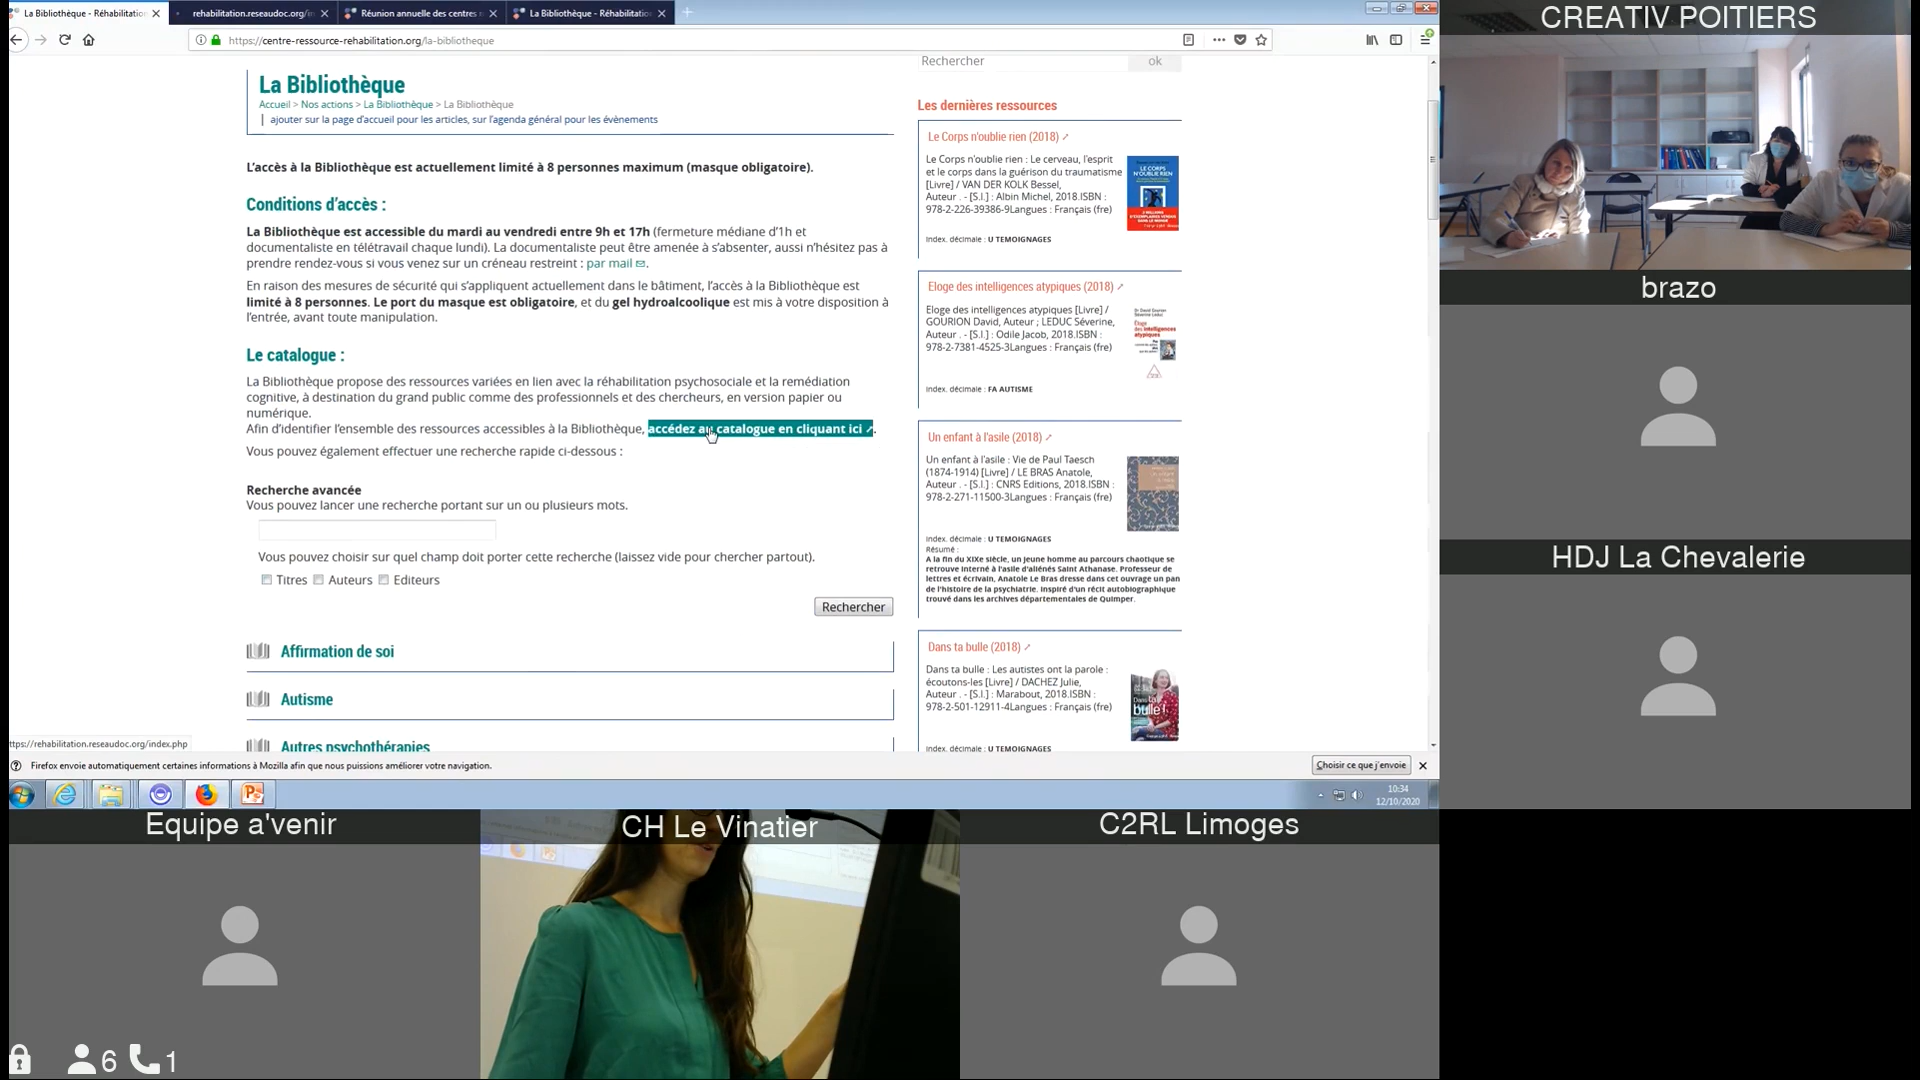 La Bibliothèque - Réhabilitation
rehabilitation.reseaudoc.org/in
Réunion annuelle des centres r
La Bibliothèque - Réhabilitation
https://centre-ressource-rehabilitation.org/la-bibliotheque
La Bibliothèque
Accueil > Nos actions > La Bibliothèque > La Bibliothèque
ajouter sur la page d'accueil pour les articles, sur l'agenda général pour les évènements
L'accès à la Bibliothèque est actuellement limité à 8 personnes maximum (masque obligatoire).
Conditions d'accès :
La Bibliothèque est accessible du mardi au vendredi entre 9h et 17h (fermeture médiane d'1h et
documentaliste en télétravail chaque lundi). La documentaliste peut être amenée à s'absenter, aussi n'hésitez pas à
prendre rendez-vous si vous venez sur un créneau restreint : par mail.
En raison des mesures de sécurité qui s'appliquent actuellement dans le bâtiment, l'accès à la Bibliothèque est
limité à 8 personnes. Le port du masque est obligatoire, et du gel hydroalcoolique est mis à votre disposition à
l'entrée, avant toute manipulation.
Le catalogue :
La Bibliothèque propose des ressources variées en lien avec la réhabilitation psychosociale et la remédiation
cognitive, à destination du grand public comme des professionnels et des chercheurs, en version papier ou
numérique.
Afin d'identifier l'ensemble des ressources accessibles à la Bibliothèque, accédez au catalogue en cliquant ici.
Vous pouvez également effectuer une recherche rapide ci-dessous :
Recherche avancée
Vous pouvez lancer une recherche portant sur un ou plusieurs mots.
Vous pouvez choisir sur quel champ doit porter cette recherche (laissez vide pour chercher partout).
Titres Auteurs Editeurs
Rechercher
Affirmation de soi
Autisme
Autres psychothérapies
Rechercher
ok
Les dernières ressources
Le Corps n'oublie rien (2018)
Le Corps n'oublie rien : Le cerveau, l'esprit
et le corps dans la guérison du traumatisme
[Livre] / VAN DER KOLK Bessel,
Auteur . - [S.l.] : Albin Michel, 2018.ISBN :
978-2-226-39386-9Langues : Français (fre)
LE CORPS
N'OUBLIE RIEN
Index. décimale : U TEMOIGNAGES
Eloge des intelligences atypiques (2018)
Eloge des intelligences atypiques [Livre] /
GOURION David, Auteur ; LEDUC Séverine,
Auteur . - [S.l.] : Odile Jacob, 2018.ISBN :
978-2-7381-4525-3Langues : Français (fre)
Éloge
des intelligences
atypiques
Index. décimale : FA AUTISME
Un enfant à l'asile (2018)
Un enfant à l'asile : Vie de Paul Taesch
(1874-1914) [Livre] / LE BRAS Anatole,
Auteur . - [S.l.] : CNRS Editions, 2018.ISBN :
978-2-271-11500-3Langues : Français (fre)
Index. décimale : U TEMOIGNAGES
Résumé :
A la fin du XIXe siècle, un jeune homme au parcours chaotique se
retrouve interné à l'asile d'aliénés Saint Athanase. Professeur de
lettres et écrivain, Anatole Le Bras dresse dans cet ouvrage un pan
de l'histoire de la psychiatrie. Inspiré d'un récit autobiographique
trouvé dans les archives départementales de Quimper.
Dans ta bulle (2018)
Dans ta bulle : Les autistes ont la parole :
écoutons-les [Livre] / DACHEZ Julie,
Auteur . - [S.l.] : Marabout, 2018.ISBN :
978-2-501-12911-4Langues : Français (fre)
Dans ta
bulle !
Index. décimale : U TEMOIGNAGES
ttps://rehabilitation.reseaudoc.org/index.php
Firefox envoie automatiquement certaines informations à Mozilla afin que nous puissions améliorer votre navigation.
Choisir ce que j'envoie
10:34
12/10/2020
CREATIV POITIERS
brazo
HDJ La Chevalerie
Equipe a'venir
CH Le Vinatier
C2RL Limoges
6
1